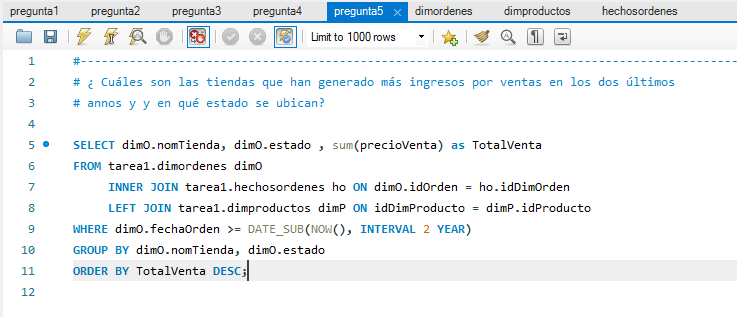 pregunta1 pregunta2 pregunta3 pregunta4 pregunta5 × dimordenes dimproductos hechosordenes
Limit to 1000 rows
1 #-----------------------------------------------------------------------------------------------
2 # ¿ Cuáles son las tiendas que han generado más ingresos por ventas en los dos últimos
3 # annos y y en qué estado se ubican?
4
5 SELECT dimO.nomTienda, dimO.estado , sum(precioVenta) as TotalVenta
6 FROM tarea1.dimordenes dimO
7 INNER JOIN tarea1.hechosordenes ho ON dimO.idOrden = ho.idDimOrden
8 LEFT JOIN tarea1.dimproductos dimP ON idDimProducto = dimP.idProducto
9 WHERE dimO.fechaOrden >= DATE_SUB(NOW(), INTERVAL 2 YEAR)
10 GROUP BY dimO.nomTienda, dimO.estado
11 ORDER BY TotalVenta DESC;
12